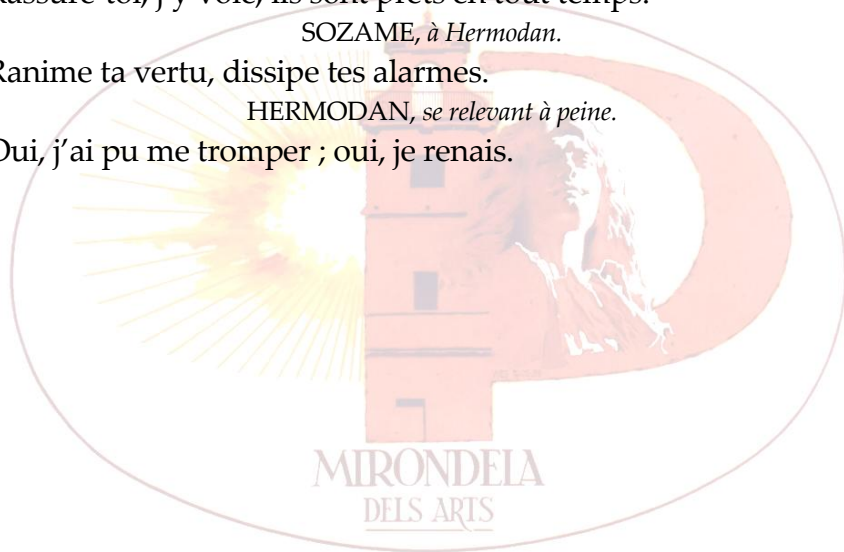 Rassure-toi, j'y vole, ils sont prêts en tout temps.
SOZAME, à Hermodan.
Ranime ta vertu, dissipe tes alarmes.
HERMODAN, se relevant à peine.
Oui, j'ai pu me tromper ; oui, je renais.
MIRONDELA
DELS ARTS